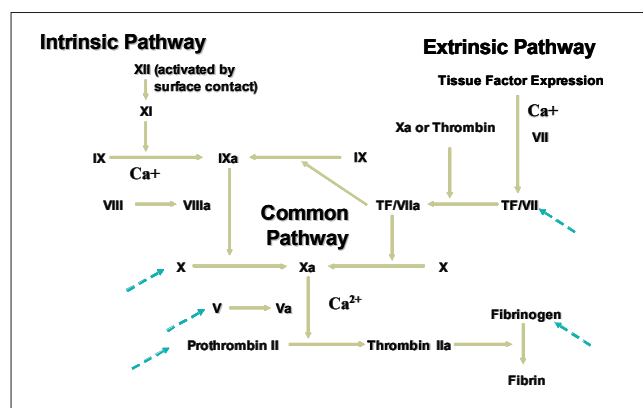 Intrinsic Pathway
Extrinsic Pathway
XII (activated by
surface contact)
Tissue Factor Expression
XI
Ca+
Xa or Thrombin
VII
IX
IXa
IX
Ca+
VIII
VIIIa
TF/VIIa
TF/VII
Common
Pathway
X
Xa
X
V
Va
Ca²⁺
Fibrinogen
Prothrombin II
Thrombin IIa
Fibrin